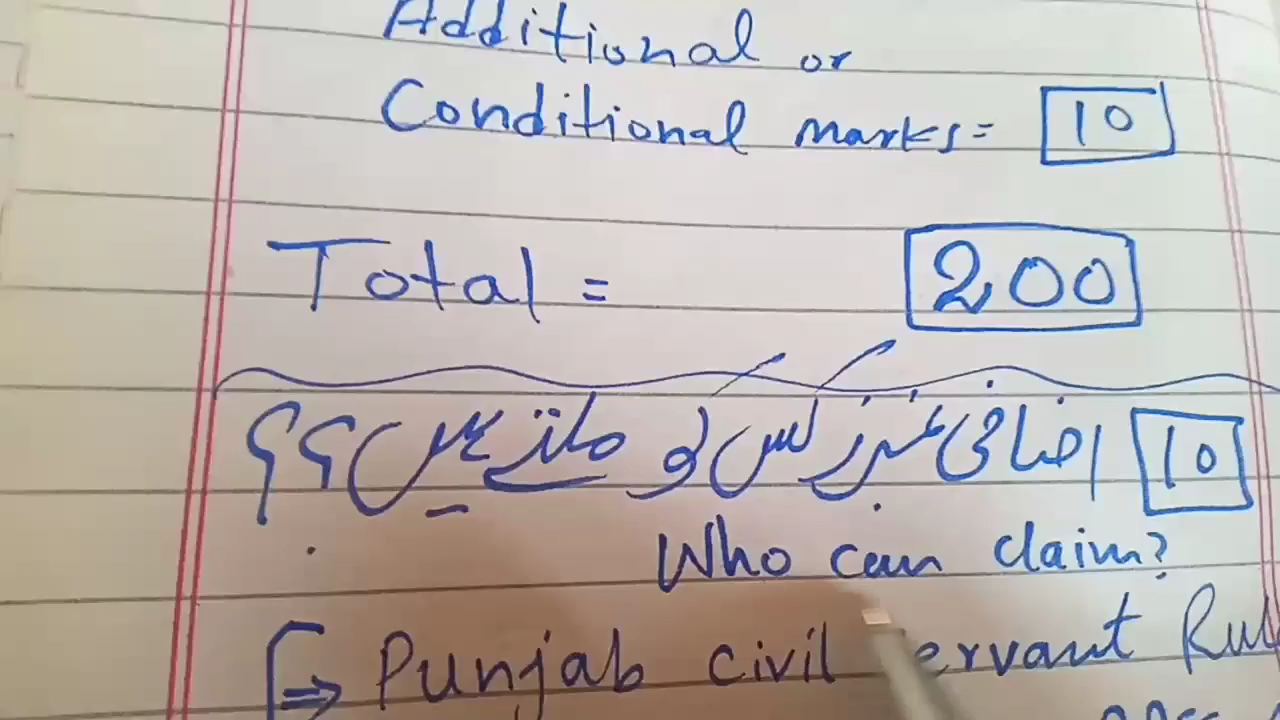 Additional or
Conditional marks= 10
Total = 200
10 اضافی نمبرز کس کو ملتے ہیں؟؟
Who can claim?
⇒ Punjab civil